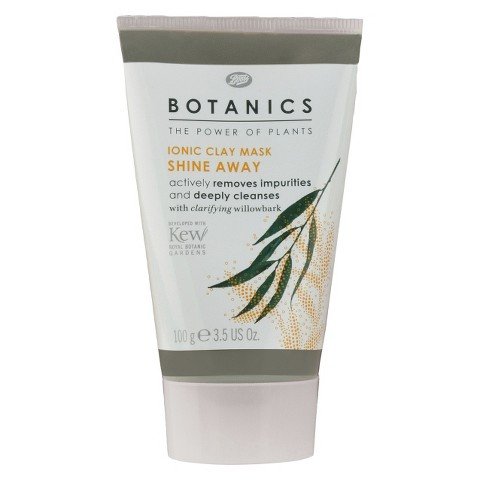 Boots
BOTANICS
THE POWER OF PLANTS
IONIC CLAY MASK
SHINE AWAY
actively removes impurities
and deeply cleanses
with clarifying willowbark
DEVELOPED WITH
Kew
ROYAL BOTANIC
GARDENS
100 g ℮ 3.5 US Oz.